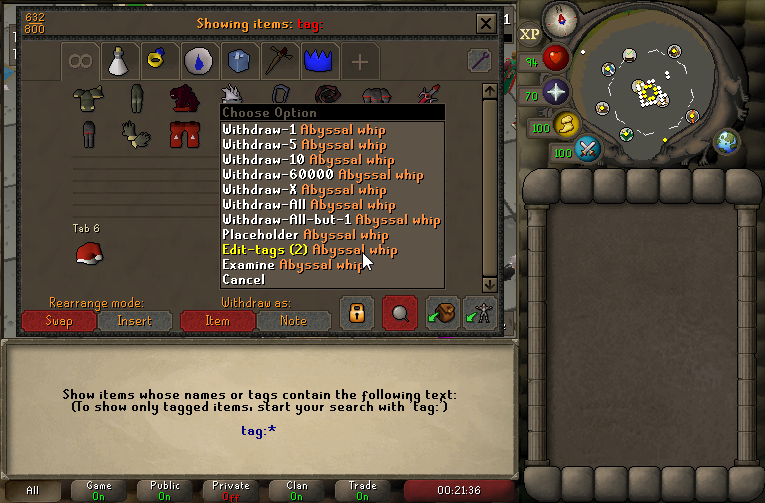 632
800
Showing items: tag:
XP
94
70
100
100
Choose Option
Withdraw-1 Abyssal whip
Withdraw-5 Abyssal whip
Withdraw-10 Abyssal whip
Withdraw-60000 Abyssal whip
Withdraw-X Abyssal whip
Withdraw-All Abyssal whip
Withdraw-All-but-1 Abyssal whip
Placeholder Abyssal whip
Edit-tags (2) Abyssal whip
Examine Abyssal whip
Cancel
Tab 6
Rearrange mode:
Withdraw as:
Swap
Insert
Item
Note
Show items whose names or tags contain the following text:
(To show only tagged items, start your search with 'tag:')
tag:*
All
Game
On
Public
On
Private
Off
Clan
On
Trade
On
00:21:36